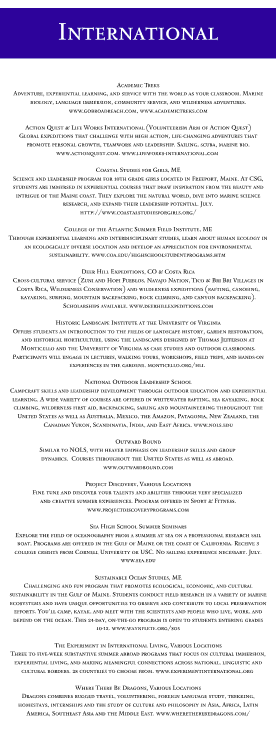 International
Academic Treks
Adventure, experiential learning, and service with the world as your classroom. Marine
biology, language immersion, community service, and wilderness adventures.
www.gobroadreach.com, www.academictreks.com
Action Quest & Life Works International (Volunteerism Arm of Action Quest)
Global expeditions that challenge with high action, life-changing adventures that
promote personal growth, teamwork and leadership. Sailing, scuba, marine bio.
www.actionquest.com. www.lifeworks-international.com
Coastal Studies for Girls, ME
Science and leadership program for 10th grade girls located in Freeport, Maine. At CSG,
students are immersed in experiential courses that draw inspiration from the beauty and
intrigue of the Maine coast. They explore the natural world, dive into marine science
research, and expand their leadership potential. July.
http://www.coastalstudiesforgirls.org/
College of the Atlantic Summer Field Institute, ME
Through experiential learning and interdisciplinary studies, learn about human ecology in
an ecologically diverse location and develop an appreciation for environmental
sustainability. www.coa.edu/highschoolstudentprograms.htm
Deer Hill Expeditions, CO & Costa Rica
Cross-cultural service (Zuni and Hopi Pueblos, Navajo Nation, Tico & Bri Bri Villages in
Costa Rica, Wilderness Conservation) and wilderness expeditions (rafting, canoeing,
kayaking, surfing, mountain backpacking, rock climbing, and canyon backpacking).
Scholarships available. www.deerhillexpeditions.com
Historic Landscape Institute at the University of Virginia
Offers students an introduction to the fields of landscape history, garden restoration,
and historical horticulture, using the landscapes designed by Thomas Jefferson at
Monticello and the University of Virginia as case studies and outdoor classrooms.
Participants will engage in lectures, walking tours, workshops, field trips, and hands-on
experiences in the gardens. monticello.org/hli.
National Outdoor Leadership School
Campcraft skills and leadership development through outdoor education and experiential
learning. A wide variety of courses are offered in whitewater rafting, sea kayaking, rock
climbing, wilderness first aid, backpacking, sailing and mountaineering throughout the
United States as well as Australia, Mexico, the Amazon, Patagonia, New Zealand, the
Canadian Yukon, Scandinavia, India, and East Africa. www.nols.edu
Outward Bound
Similar to NOLS, with heavier emphasis on leadership skills and group
dynamics. Courses throughout the United States as well as abroad.
www.outwardbound.com
Project Discovery, Various Locations
Fine tune and discover your talents and abilities through very specialized
and creative summer experiences. Program offered in Sport & Fitness.
www.projectdiscoveryprograms.com
Sea High School Summer Seminars
Explore the field of oceanography from a summer at sea on a professional research sail
boat. Programs are offered in the Gulf of Maine or the coast of California. Receive 3
college credits from Cornell University or USC. No sailing experience necessary. July.
www.sea.edu
Sustainable Ocean Studies, ME
Challenging and fun program that promotes ecological, economic, and cultural
sustainability in the Gulf of Maine. Students conduct field research in a variety of marine
ecosystems and have unique opportunities to observe and contribute to local preservation
efforts. You'll camp, kayak, and meet with the scientists and people who live, work, and
depend on the ocean. This 24-day, on-the-go program is open to students entering grades
10-12. www.waynflete.org/sos
The Experiment in International Living, Various Locations
Three to-five-week substantive summer abroad programs that focus on cultural immersion,
experiential living, and making meaningful connections across national, linguistic and
cultural borders. 28 countries to choose from. www.experimentinternational.org
Where There Be Dragons, Various Locations
Dragons combines rugged travel, volunteering, foreign language study, trekking,
homestays, internships and the study of culture and philosophy in Asia, Africa, Latin
America, Southeast Asia and the Middle East. www.wheretherebedragons.com/